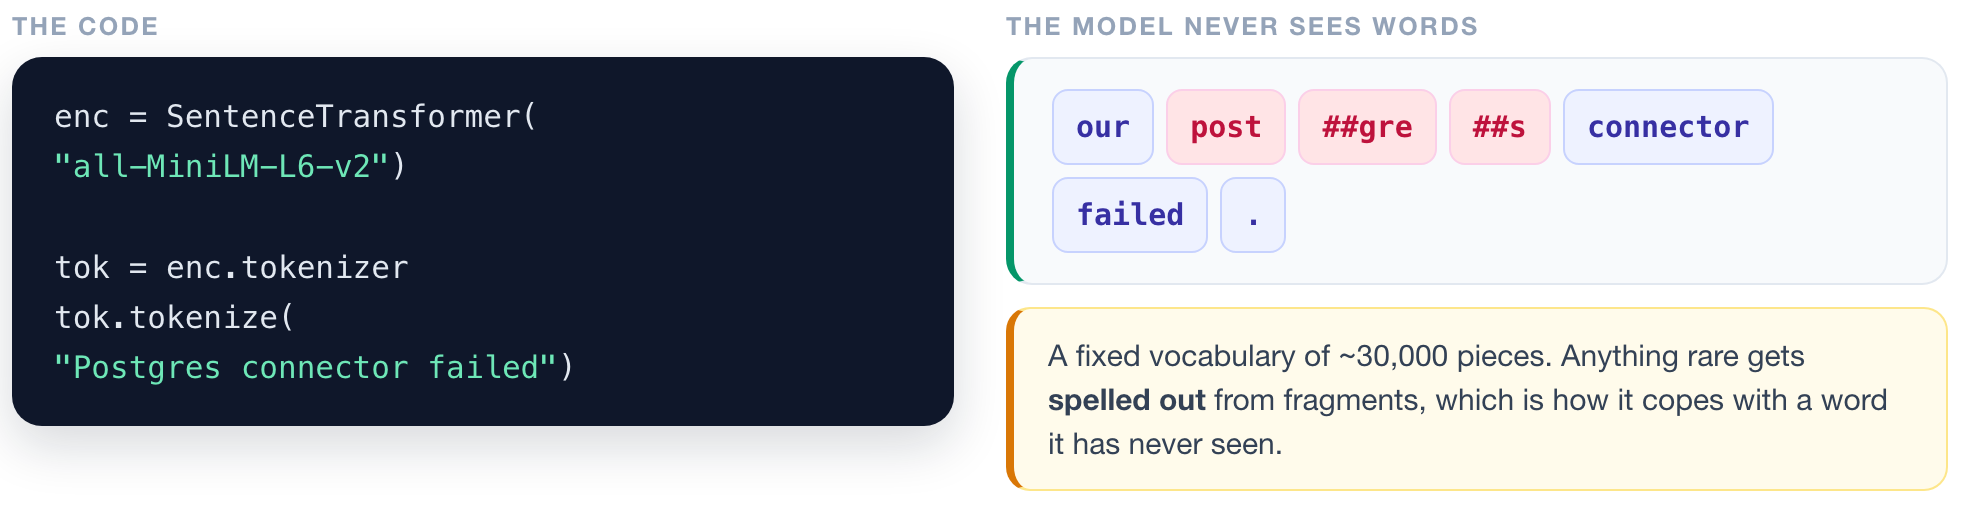 THE CODE
enc = SentenceTransformer(
"all-MiniLM-L6-v2")
tok = enc.tokenizer
tok.tokenize(
"Postgres connector failed")
THE MODEL NEVER SEES WORDS
our post ##gre ##s connector
failed .
A fixed vocabulary of ~30,000 pieces. Anything rare gets
spelled out from fragments, which is how it copes with a word
it has never seen.